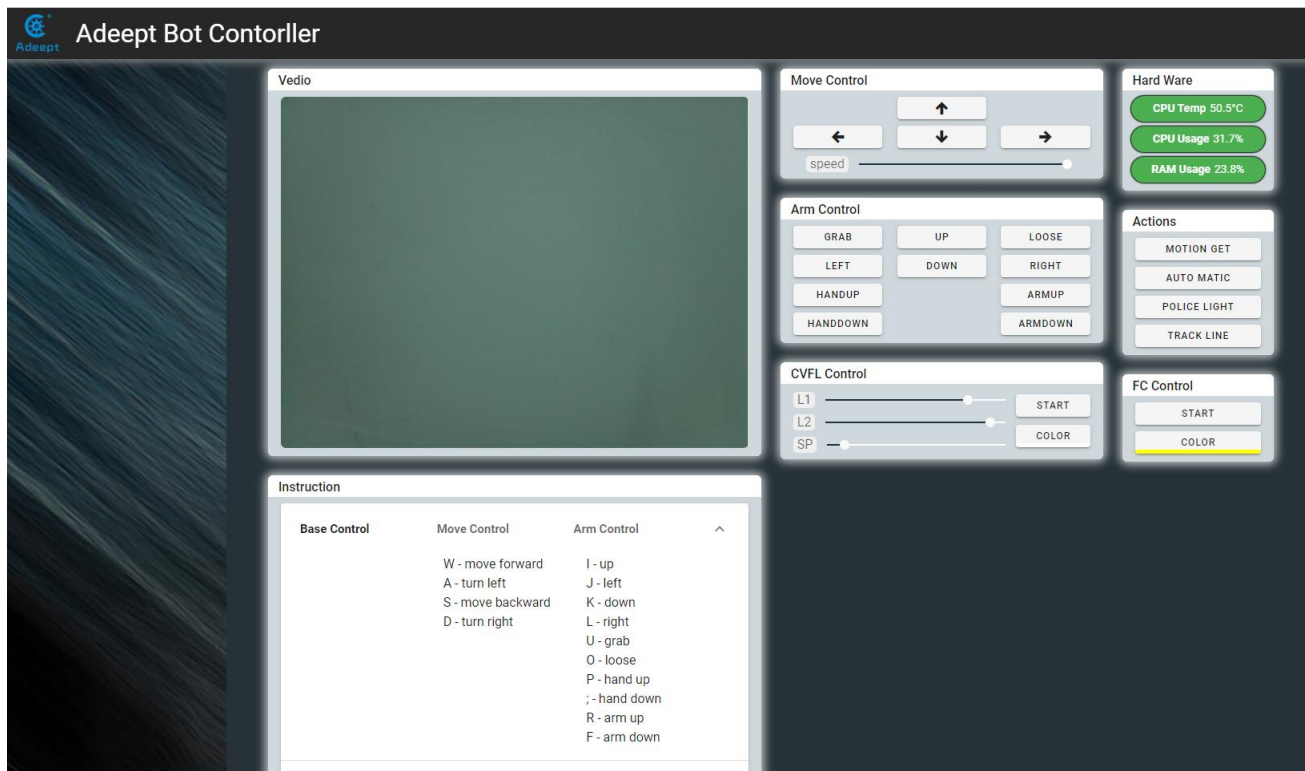 Adeept
Adeept Bot Contorller
Vedio
Move Control
speed
Hard Ware
CPU Temp 50.5°C
CPU Usage 31.7%
RAM Usage 23.8%
Arm Control
GRAB UP LOOSE
LEFT DOWN RIGHT
HANDUP ARMUP
HANDDOWN ARMDOWN
Actions
MOTION GET
AUTO MATIC
POLICE LIGHT
TRACK LINE
CVFL Control
L1
L2
SP
START
COLOR
FC Control
START
COLOR
Instruction
Base Control
Move Control
W - move forward
A - turn left
S - move backward
D - turn right
Arm Control
I - up
J - left
K - down
L - right
U - grab
O - loose
P - hand up
; - hand down
R - arm up
F - arm down